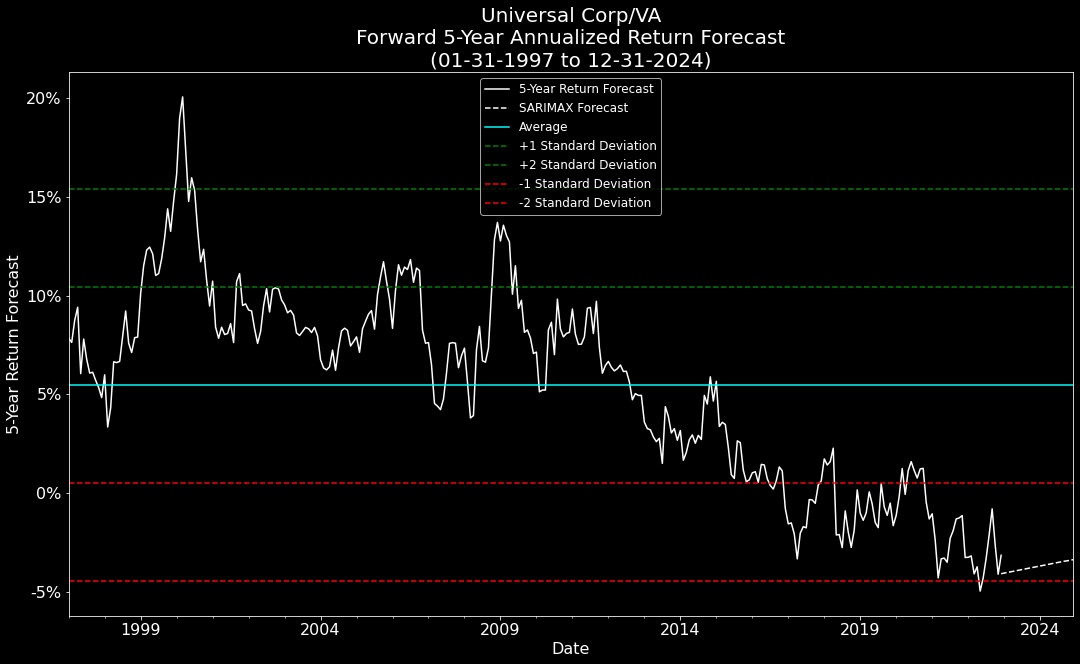 Universal Corp/VA
Forward 5-Year Annualized Return Forecast
(01-31-1997 to 12-31-2024)
5-Year Return Forecast
SARIMAX Forecast
Average
+1 Standard Deviation
+2 Standard Deviation
-1 Standard Deviation
-2 Standard Deviation
5-Year Return Forecast
20%
15%
10%
5%
0%
-5%
1999 2004 2009 2014 2019 2024
Date